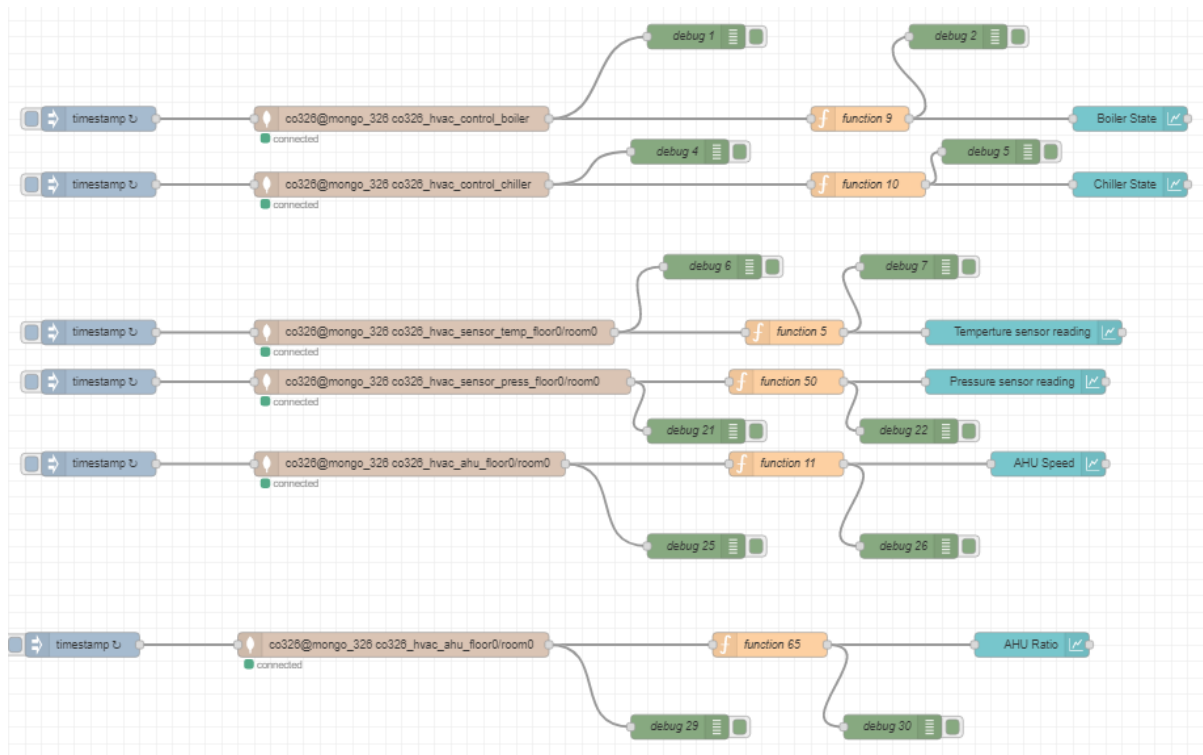 debug 1
debug 2
timestamp ↻
co326@mongo_326 co326_hvac_control_boiler
function 9
Boiler State
connected
debug 4
debug 5
timestamp ↻
co326@mongo_326 co326_hvac_control_chiller
function 10
Chiller State
connected
debug 6
debug 7
timestamp ↻
co326@mongo_326 co326_hvac_sensor_temp_floor0/room0
function 5
Temperture sensor reading
connected
timestamp ↻
co326@mongo_326 co326_hvac_sensor_press_floor0/room0
function 50
Pressure sensor reading
connected
debug 21
debug 22
timestamp ↻
co326@mongo_326 co326_hvac_ahu_floor0/room0
function 11
AHU Speed
connected
debug 25
debug 26
timestamp ↻
co326@mongo_326 co326_hvac_ahu_floor0/room0
function 65
AHU Ratio
connected
debug 29
debug 30